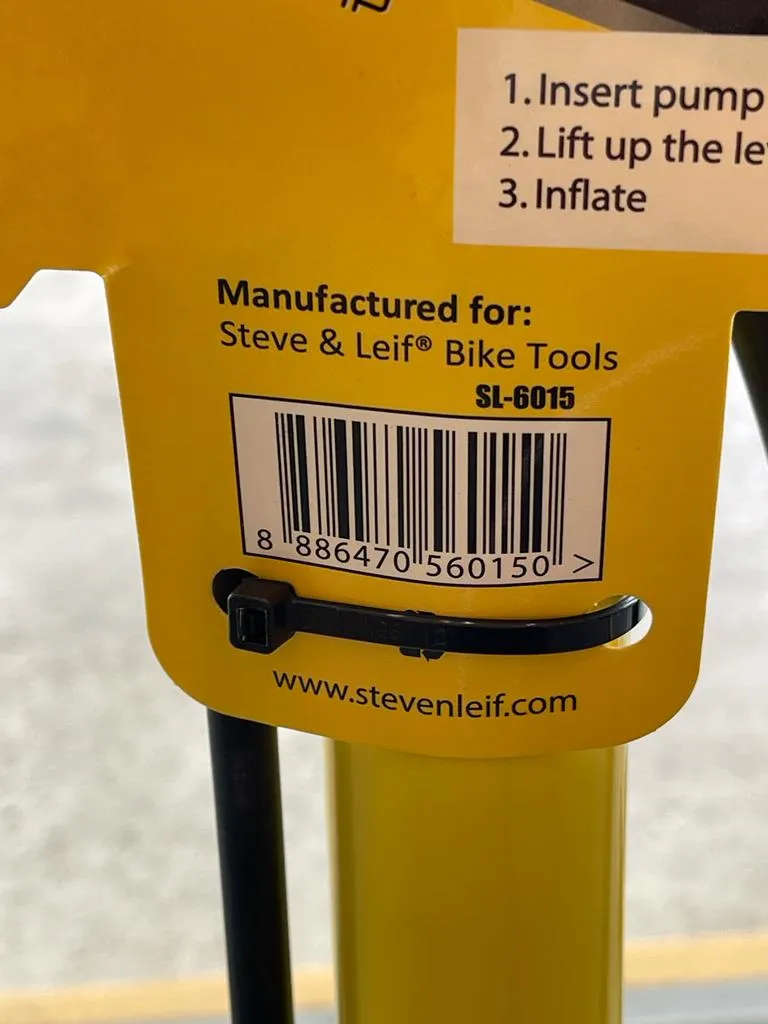 1. Insert pump
2. Lift up the
3. Inflate
Manufactured for:
Steve & Leif® Bike Tools
SL-6015
8 886470 560150 >
www.stevenleif.com